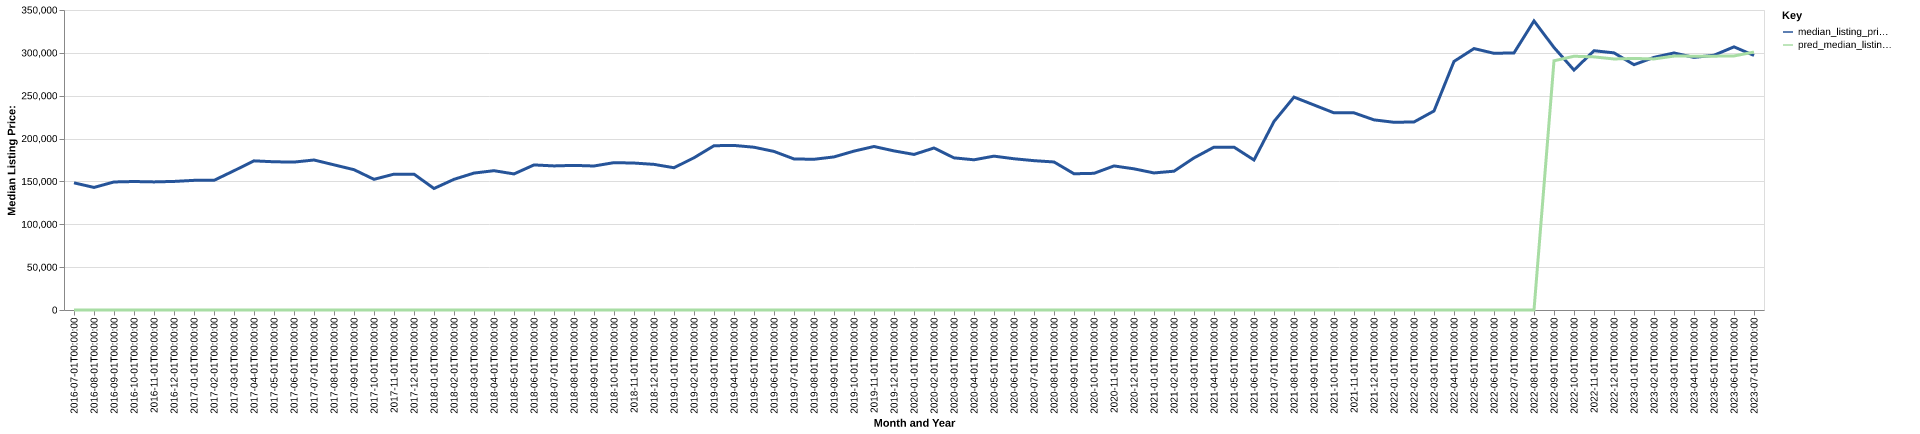 Key
median_listing_pri…
pred_median_listin…
Median Listing Price:
350,000
300,000
250,000
200,000
150,000
100,000
50,000
0
2016-07-01T00:00:00
2016-08-01T00:00:00
2016-09-01T00:00:00
2016-10-01T00:00:00
2016-11-01T00:00:00
2016-12-01T00:00:00
2017-01-01T00:00:00
2017-02-01T00:00:00
2017-03-01T00:00:00
2017-04-01T00:00:00
2017-05-01T00:00:00
2017-06-01T00:00:00
2017-07-01T00:00:00
2017-08-01T00:00:00
2017-09-01T00:00:00
2017-10-01T00:00:00
2017-11-01T00:00:00
2017-12-01T00:00:00
2018-01-01T00:00:00
2018-02-01T00:00:00
2018-03-01T00:00:00
2018-04-01T00:00:00
2018-05-01T00:00:00
2018-06-01T00:00:00
2018-07-01T00:00:00
2018-08-01T00:00:00
2018-09-01T00:00:00
2018-10-01T00:00:00
2018-11-01T00:00:00
2018-12-01T00:00:00
2019-01-01T00:00:00
2019-02-01T00:00:00
2019-03-01T00:00:00
2019-04-01T00:00:00
2019-05-01T00:00:00
2019-06-01T00:00:00
2019-07-01T00:00:00
2019-08-01T00:00:00
2019-09-01T00:00:00
2019-10-01T00:00:00
2019-11-01T00:00:00
2019-12-01T00:00:00
2020-01-01T00:00:00
2020-02-01T00:00:00
2020-03-01T00:00:00
2020-04-01T00:00:00
2020-05-01T00:00:00
2020-06-01T00:00:00
2020-07-01T00:00:00
2020-08-01T00:00:00
2020-09-01T00:00:00
2020-10-01T00:00:00
2020-11-01T00:00:00
2020-12-01T00:00:00
2021-01-01T00:00:00
2021-02-01T00:00:00
2021-03-01T00:00:00
2021-04-01T00:00:00
2021-05-01T00:00:00
2021-06-01T00:00:00
2021-07-01T00:00:00
2021-08-01T00:00:00
2021-09-01T00:00:00
2021-10-01T00:00:00
2021-11-01T00:00:00
2021-12-01T00:00:00
2022-01-01T00:00:00
2022-02-01T00:00:00
2022-03-01T00:00:00
2022-04-01T00:00:00
2022-05-01T00:00:00
2022-06-01T00:00:00
2022-07-01T00:00:00
2022-08-01T00:00:00
2022-09-01T00:00:00
2022-10-01T00:00:00
2022-11-01T00:00:00
2022-12-01T00:00:00
2023-01-01T00:00:00
2023-02-01T00:00:00
2023-03-01T00:00:00
2023-04-01T00:00:00
2023-05-01T00:00:00
2023-06-01T00:00:00
2023-07-01T00:00:00
Month and Year